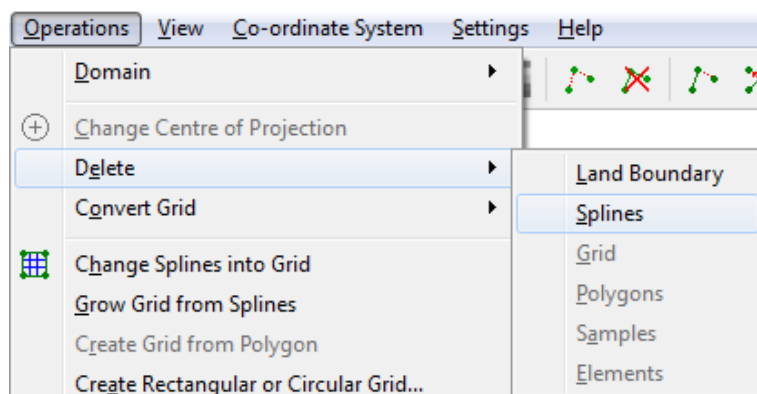 Operations View Co-ordinate System Settings Help
Domain
Change Centre of Projection
Delete
Convert Grid
Change Splines into Grid
Grow Grid from Splines
Create Grid from Polygon
Create Rectangular or Circular Grid...
Land Boundary
Splines
Grid
Polygons
Samples
Elements